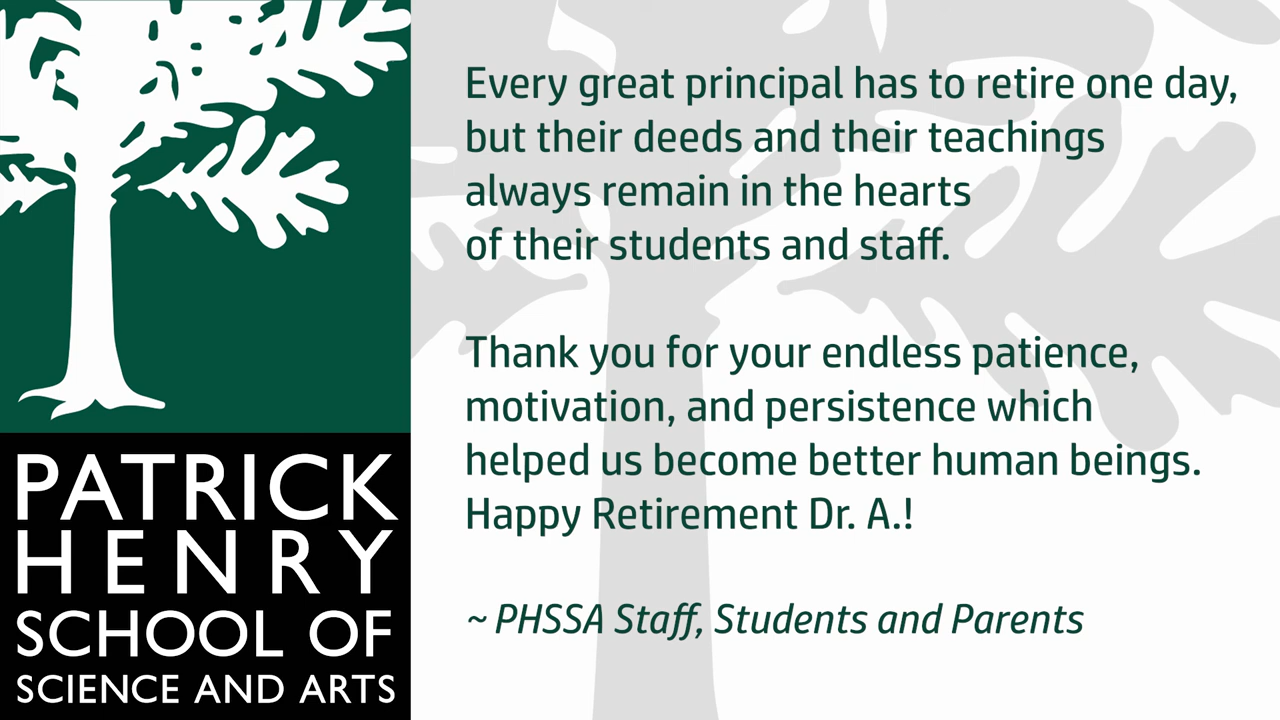 PATRICK
HENRY
SCHOOL OF
SCIENCE AND ARTS
Every great principal has to retire one day,
but their deeds and their teachings
always remain in the hearts
of their students and staff.
Thank you for your endless patience,
motivation, and persistence which
helped us become better human beings.
Happy Retirement Dr. A.!
~ PHSSA Staff, Students and Parents